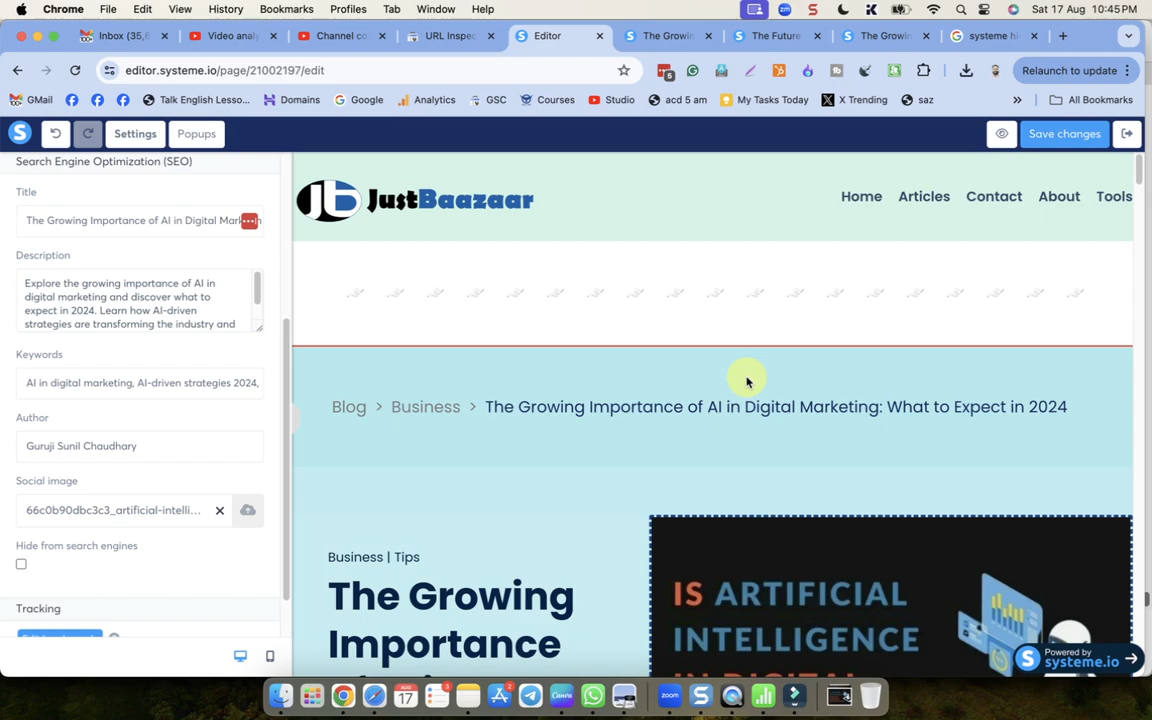 Chrome File Edit View History Bookmarks Profiles Tab Window Help
Sat 17 Aug 10:45 PM
Inbox (35,6
Video anal
Channel co
URL Inspec
Editor
The Growin
The Future
The Growin
systeme hi
editor.systeme.io/page/21002197/edit
5
Relaunch to update
GMail
Talk English Lesso...
Domains
Google
Analytics
GSC
Courses
Studio
acd 5 am
My Tasks Today
X Trending
saz
All Bookmarks
S
Settings
Popups
Save changes
Search Engine Optimization (SEO)
Title
The Growing Importance of AI in Digital Mark
Description
Explore the growing importance of AI in
digital marketing and discover what to
expect in 2024. Learn how AI-driven
strategies are transforming the industry and
Keywords
AI in digital marketing, AI-driven strategies 2024,
Author
Guruji Sunil Chaudhary
Social image
66c0b90dbc3c3_artificial-intelli...
Hide from search engines
Tracking
JustBaazaar
Home Articles Contact About Tools
Blog > Business > The Growing Importance of AI in Digital Marketing: What to Expect in 2024
Business | Tips
The Growing
Importance
IS ARTIFICIAL
INTELLIGENCE
Powered by
systeme.io
AUG
17
zoom